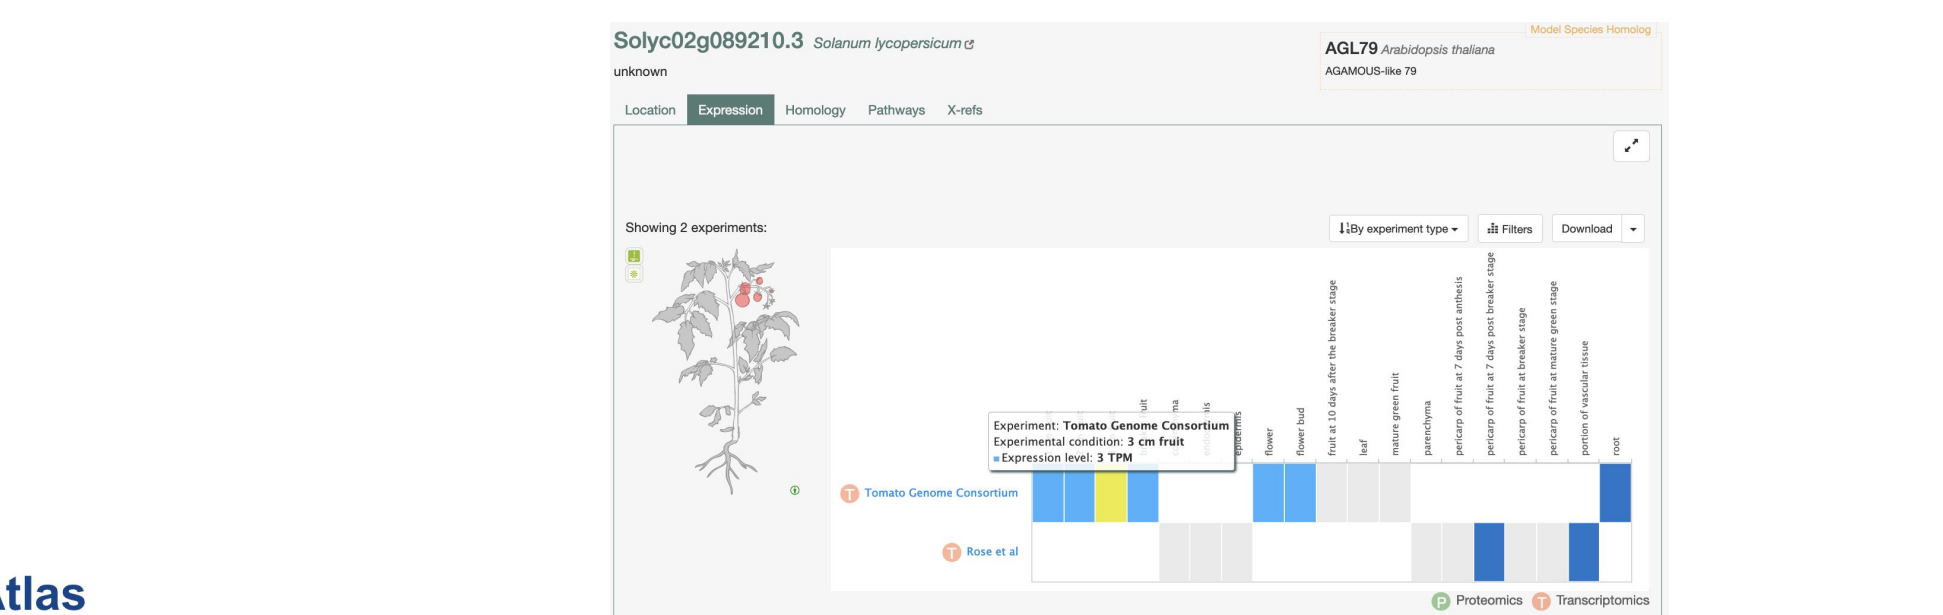 Solyc02g089210.3 Solanum lycopersicum
unknown
Model Species Homolog
AGL79 Arabidopsis thaliana
AGAMOUS-like 79
Location Expression Homology Pathways X-refs
Showing 2 experiments:
By experiment type Filters Download
Experiment: Tomato Genome Consortium
Experimental condition: 3 cm fruit
Expression level: 3 TPM
flower
flower bud
fruit at 10 days after the breaker stage
leaf
mature green fruit
parenchyma
pericarp of fruit at 7 days post anthesis
pericarp of fruit at 7 days post breaker stage
pericarp of fruit at breaker stage
pericarp of fruit at mature green stage
portion of vascular tissue
root
T Tomato Genome Consortium
T Rose et al
P Proteomics T Transcriptomics